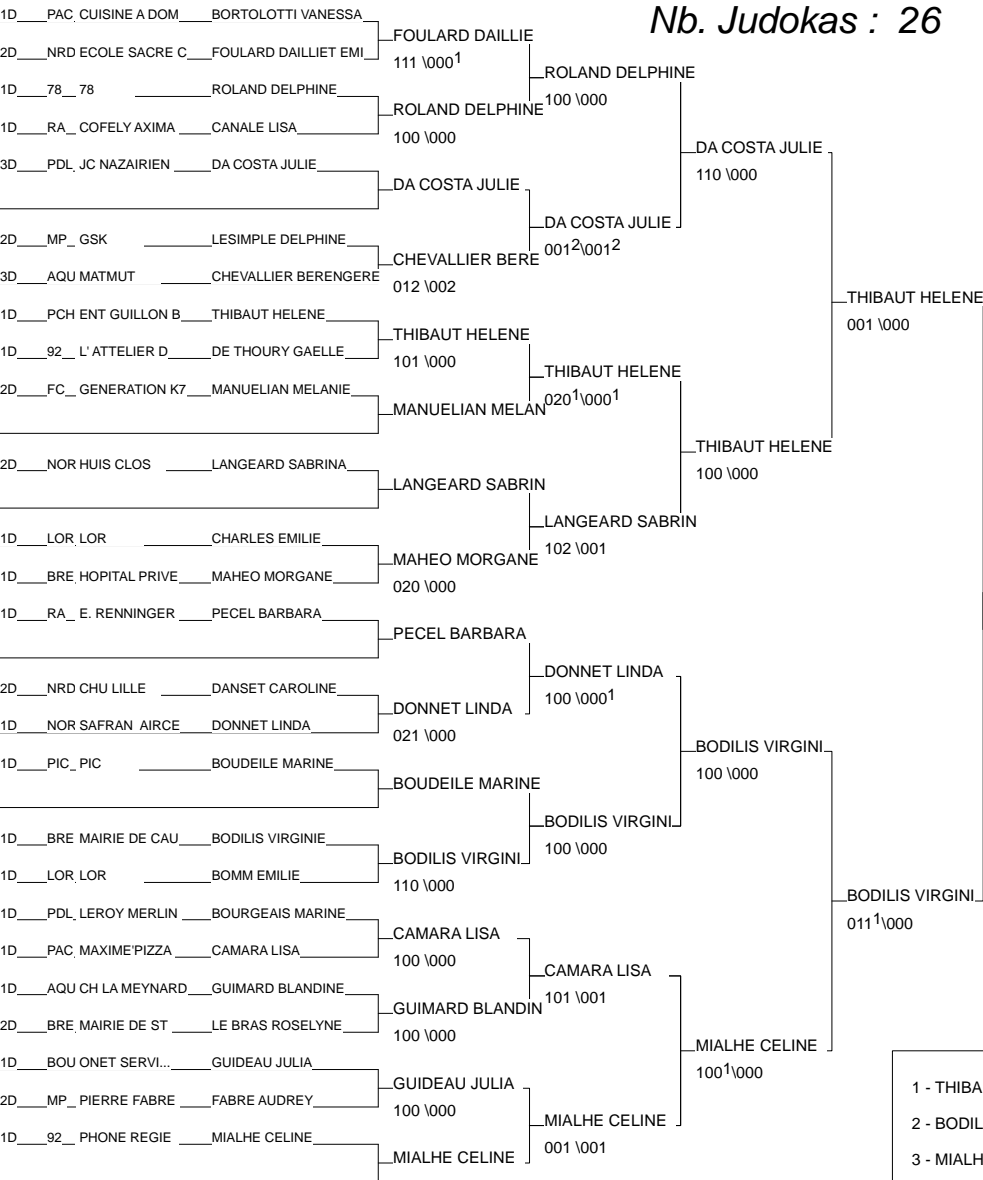 Nb. Judokas : 26
1D PAC CUISINE A DOM BORTOLOTTI VANESSA
2D NRD ECOLE SACRE C FOULARD DAILLIET EMI
1D 78 78 ROLAND DELPHINE
1D RA COFELY AXIMA CANALE LISA
3D PDL JC NAZAIRIEN DA COSTA JULIE
2D MP GSK LESIMPLE DELPHINE
3D AQU MATMUT CHEVALLIER BERENGERE
1D PCH ENT GUILLON B THIBAUT HELENE
1D 92 L' ATTELIER D DE THOURY GAELLE
2D FC GENERATION K7 MANUELIAN MELANIE
2D NOR HUIS CLOS LANGEARD SABRINA
1D LOR LOR CHARLES EMILIE
1D BRE HOPITAL PRIVE MAHEO MORGANE
1D RA E. RENNINGER PECEL BARBARA
2D NRD CHU LILLE DANSET CAROLINE
1D NOR SAFRAN AIRCE DONNET LINDA
1D PIC PIC BOUDEILE MARINE
1D BRE MAIRIE DE CAU BODILIS VIRGINIE
1D LOR LOR BOMM EMILIE
1D PDL LEROY MERLIN BOURGEAIS MARINE
1D PAC MAXIME'PIZZA CAMARA LISA
1D AQU CH LA MEYNARD GUIMARD BLANDINE
2D BRE MAIRIE DE ST LE BRAS ROSELYNE
1D BOU ONET SERVI... GUIDEAU JULIA
2D MP PIERRE FABRE FABRE AUDREY
1D 92 PHONE REGIE MIALHE CELINE
FOULARD DAILLIE
111 \000¹
ROLAND DELPHINE
100 \000
DA COSTA JULIE
CHEVALLIER BERE
012 \002
THIBAUT HELENE
101 \000
MANUELIAN MELAN
LANGEARD SABRIN
MAHEO MORGANE
020 \000
PECEL BARBARA
DONNET LINDA
021 \000
BOUDEILE MARINE
BODILIS VIRGINI
110 \000
CAMARA LISA
100 \000
GUIMARD BLANDIN
100 \000
GUIDEAU JULIA
100 \000
MIALHE CELINE
ROLAND DELPHINE
100 \000
DA COSTA JULIE
001²\001²
THIBAUT HELENE
020¹\000¹
LANGEARD SABRIN
102 \001
DONNET LINDA
100 \000¹
BODILIS VIRGINI
100 \000
CAMARA LISA
101 \001
MIALHE CELINE
001 \001
DA COSTA JULIE
110 \000
THIBAUT HELENE
100 \000
BODILIS VIRGINI
100 \000
MIALHE CELINE
100¹\000
THIBAUT HELENE
001 \000
BODILIS VIRGINI
011¹\000
1 - THIBA
2 - BODIL
3 - MIALH